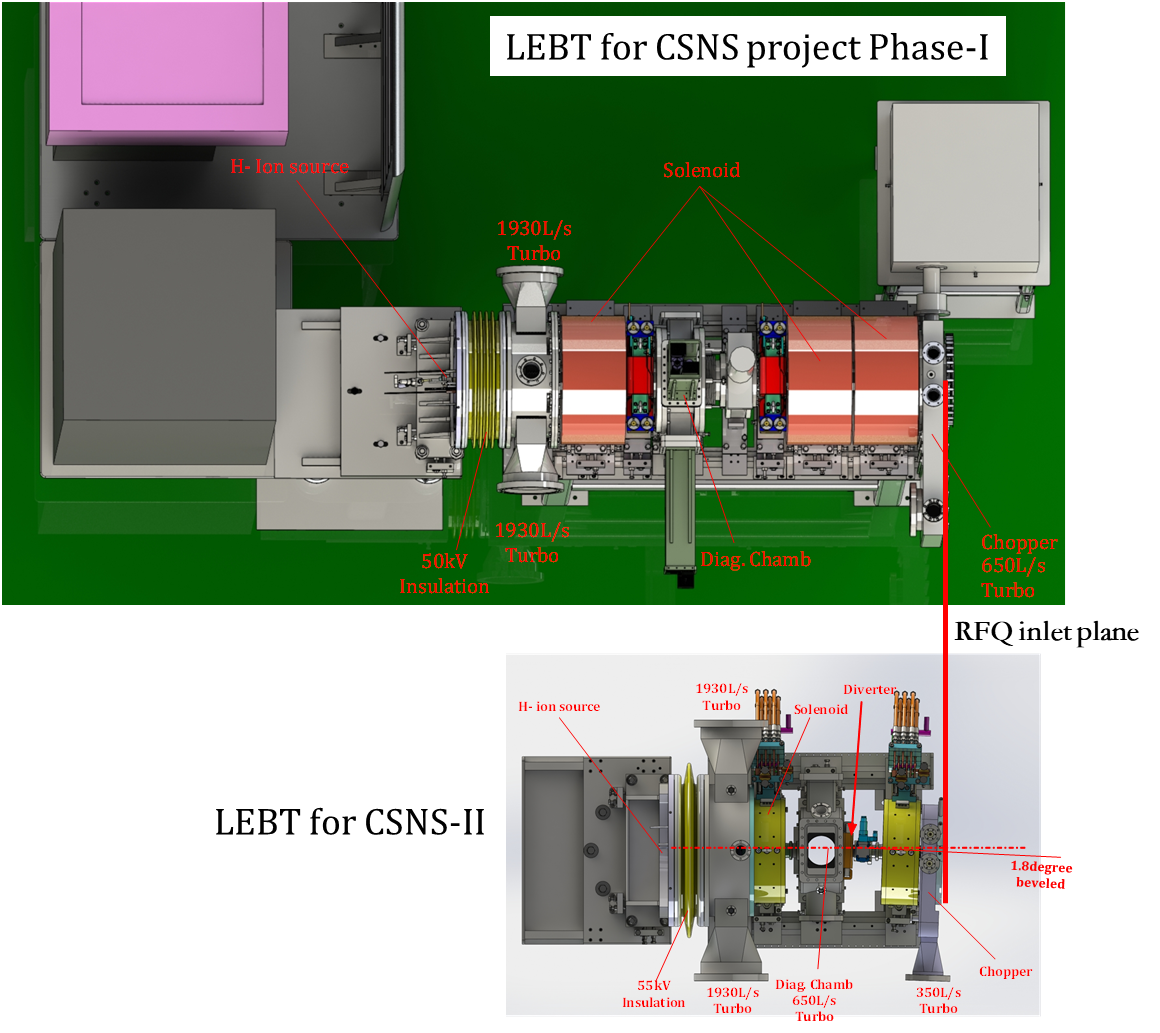 LEBT for CSNS project Phase-I
H- Ion source
Solenoid
1930L/s
Turbo
1930L/s
Turbo
50kV
Insulation
Diag. Chamb
Chopper
650L/s
Turbo
RFQ inlet plane
LEBT for CSNS-II
H- ion source
1930L/s
Turbo
Diverter
Solenoid
1.8degree
beveled
Chopper
55kV
Insulation
1930L/s
Turbo
Diag. Chamb
650L/s
Turbo
350L/s
Turbo